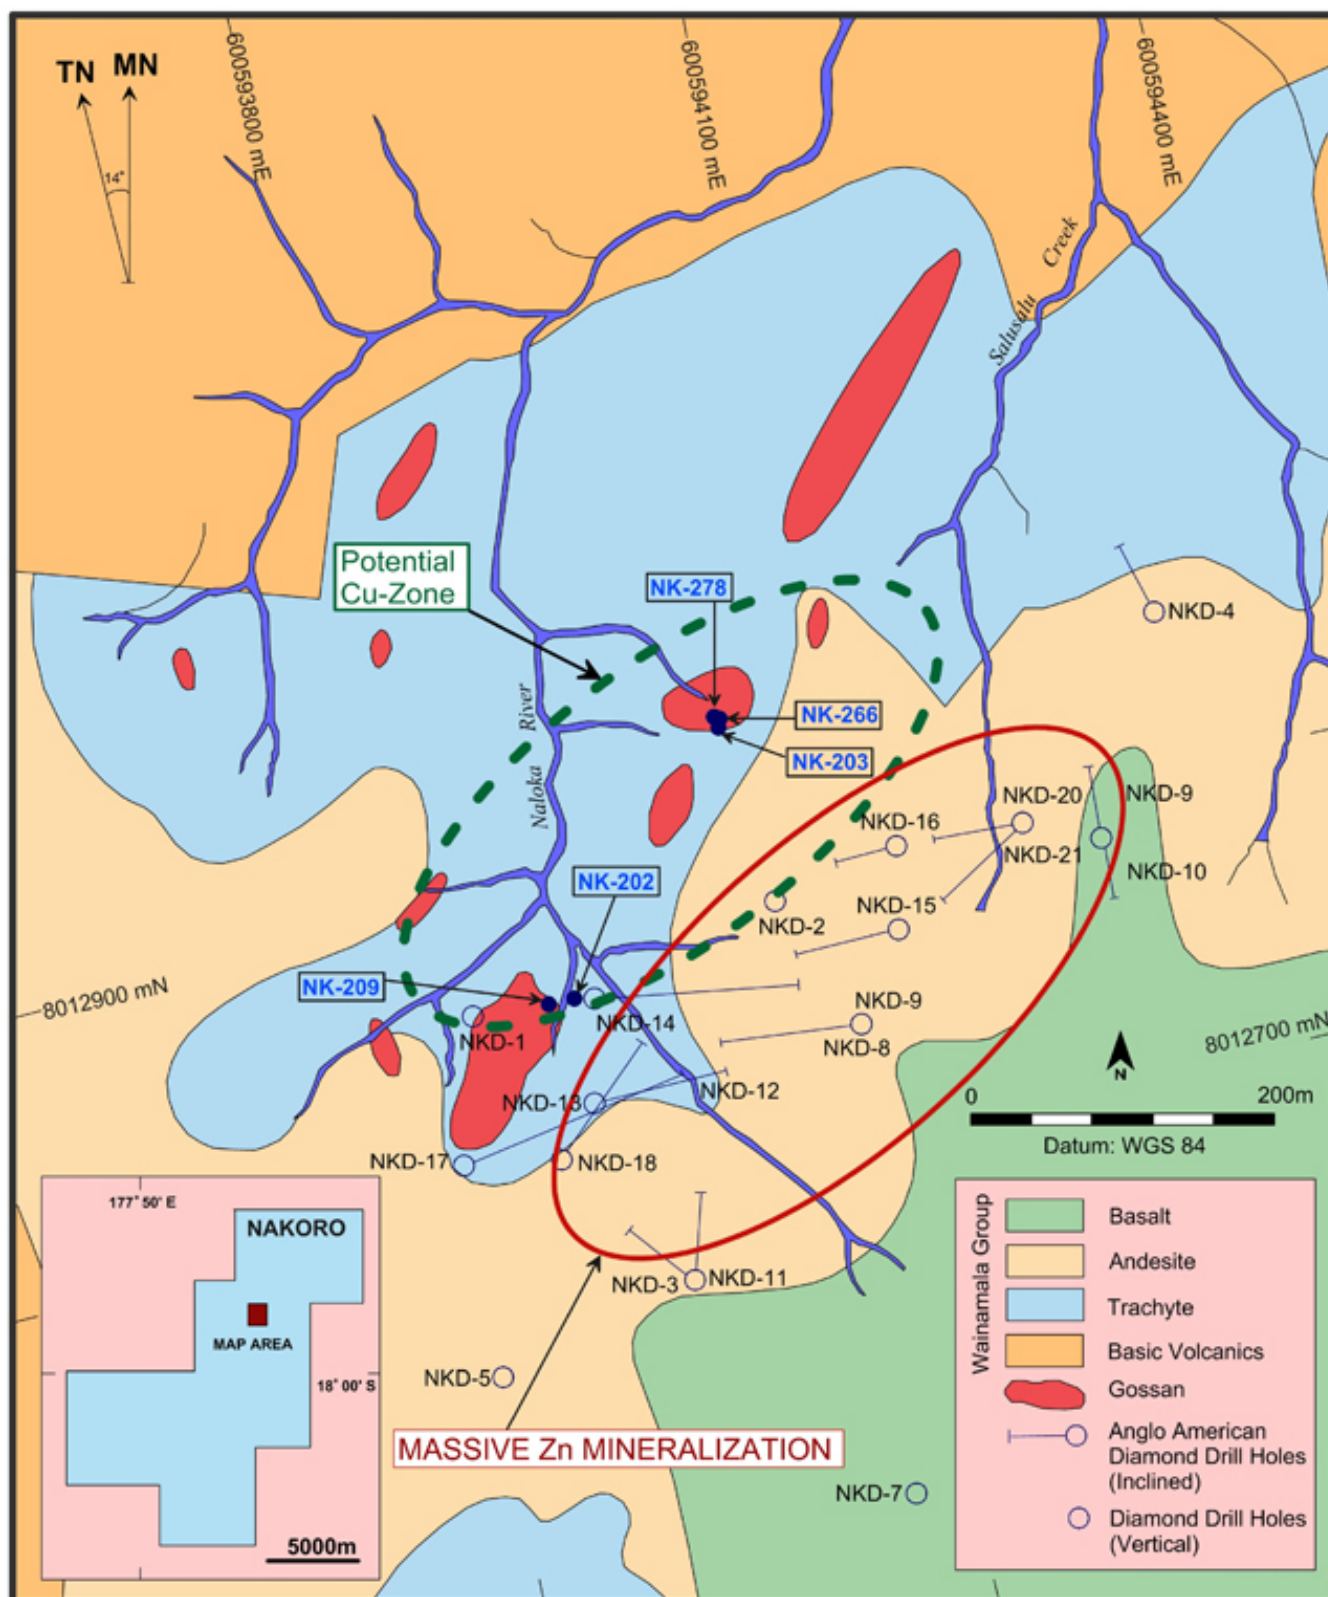 TN MN
14°
600593800 mE
600594100 mE
600594400 mE
Creek
Salusalu
Potential
Cu-Zone
NK-278
NKD-4
NK-266
NK-203
River
Naloka
NKD-20
NKD-9
NKD-16
NKD-21
NKD-10
NK-202
NKD-2
NKD-15
NK-209
8012900 mN
NKD-1
NKD-14
NKD-9
NKD-8
8012700 mN
N
NKD-12
NKD-13
0 200m
Datum: WGS 84
NKD-17
NKD-18
NKD-3
NKD-11
NKD-5
MASSIVE Zn MINERALIZATION
NKD-7
177° 50' E
NAKORO
MAP AREA
18° 00' S
5000m
Wainamala Group
Basalt
Andesite
Trachyte
Basic Volcanics
Gossan
Anglo American
Diamond Drill Holes
(Inclined)
Diamond Drill Holes
(Vertical)